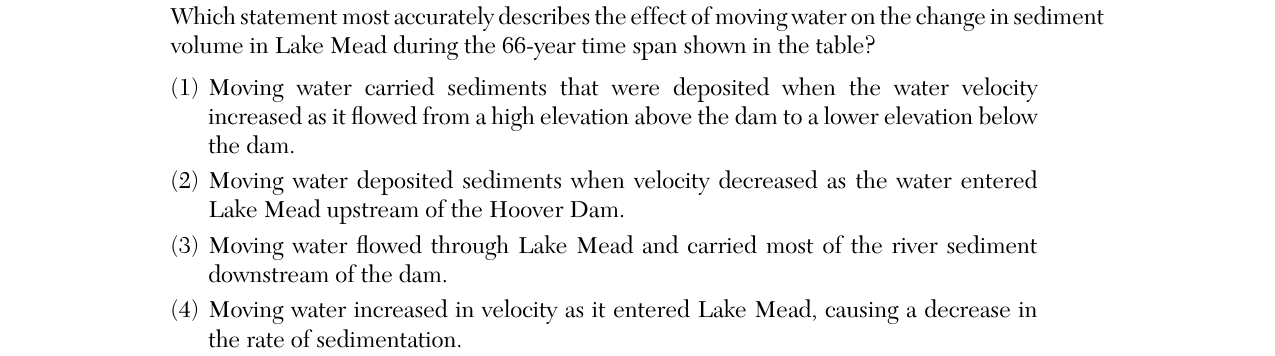 Which statement most accurately describes the effect of moving water on the change in sediment
volume in Lake Mead during the 66-year time span shown in the table?
(1) Moving water carried sediments that were deposited when the water velocity
increased as it flowed from a high elevation above the dam to a lower elevation below
the dam.
(2) Moving water deposited sediments when velocity decreased as the water entered
Lake Mead upstream of the Hoover Dam.
(3) Moving water flowed through Lake Mead and carried most of the river sediment
downstream of the dam.
(4) Moving water increased in velocity as it entered Lake Mead, causing a decrease in
the rate of sedimentation.